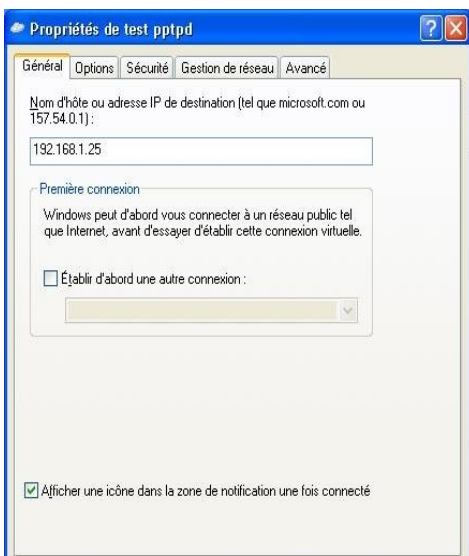 Propriétés de test pptpd
Général Options Sécurité Gestion de réseau Avancé
Nom d'hôte ou adresse IP de destination (tel que microsoft.com ou
157.54.0.1) :
192.168.1.25
Première connexion
Windows peut d'abord vous connecter à un réseau public tel
que Internet, avant d'essayer d'établir cette connexion virtuelle.
Établir d'abord une autre connexion :
Afficher une icône dans la zone de notification une fois connecté